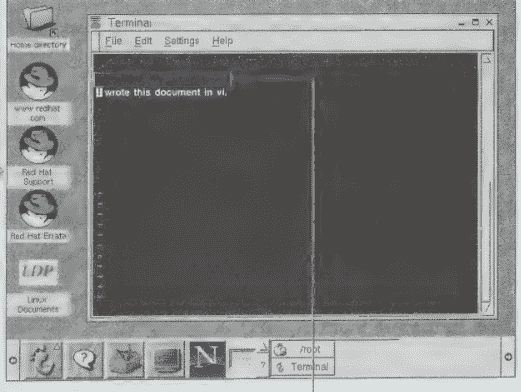 Terminal
File Edit Settings Help
I wrote this document in vi.
Home directory
www redhat
com
Red Hat
Support
Red Hat Errata
LDP
Linux
Documents
N
/root
Terminal